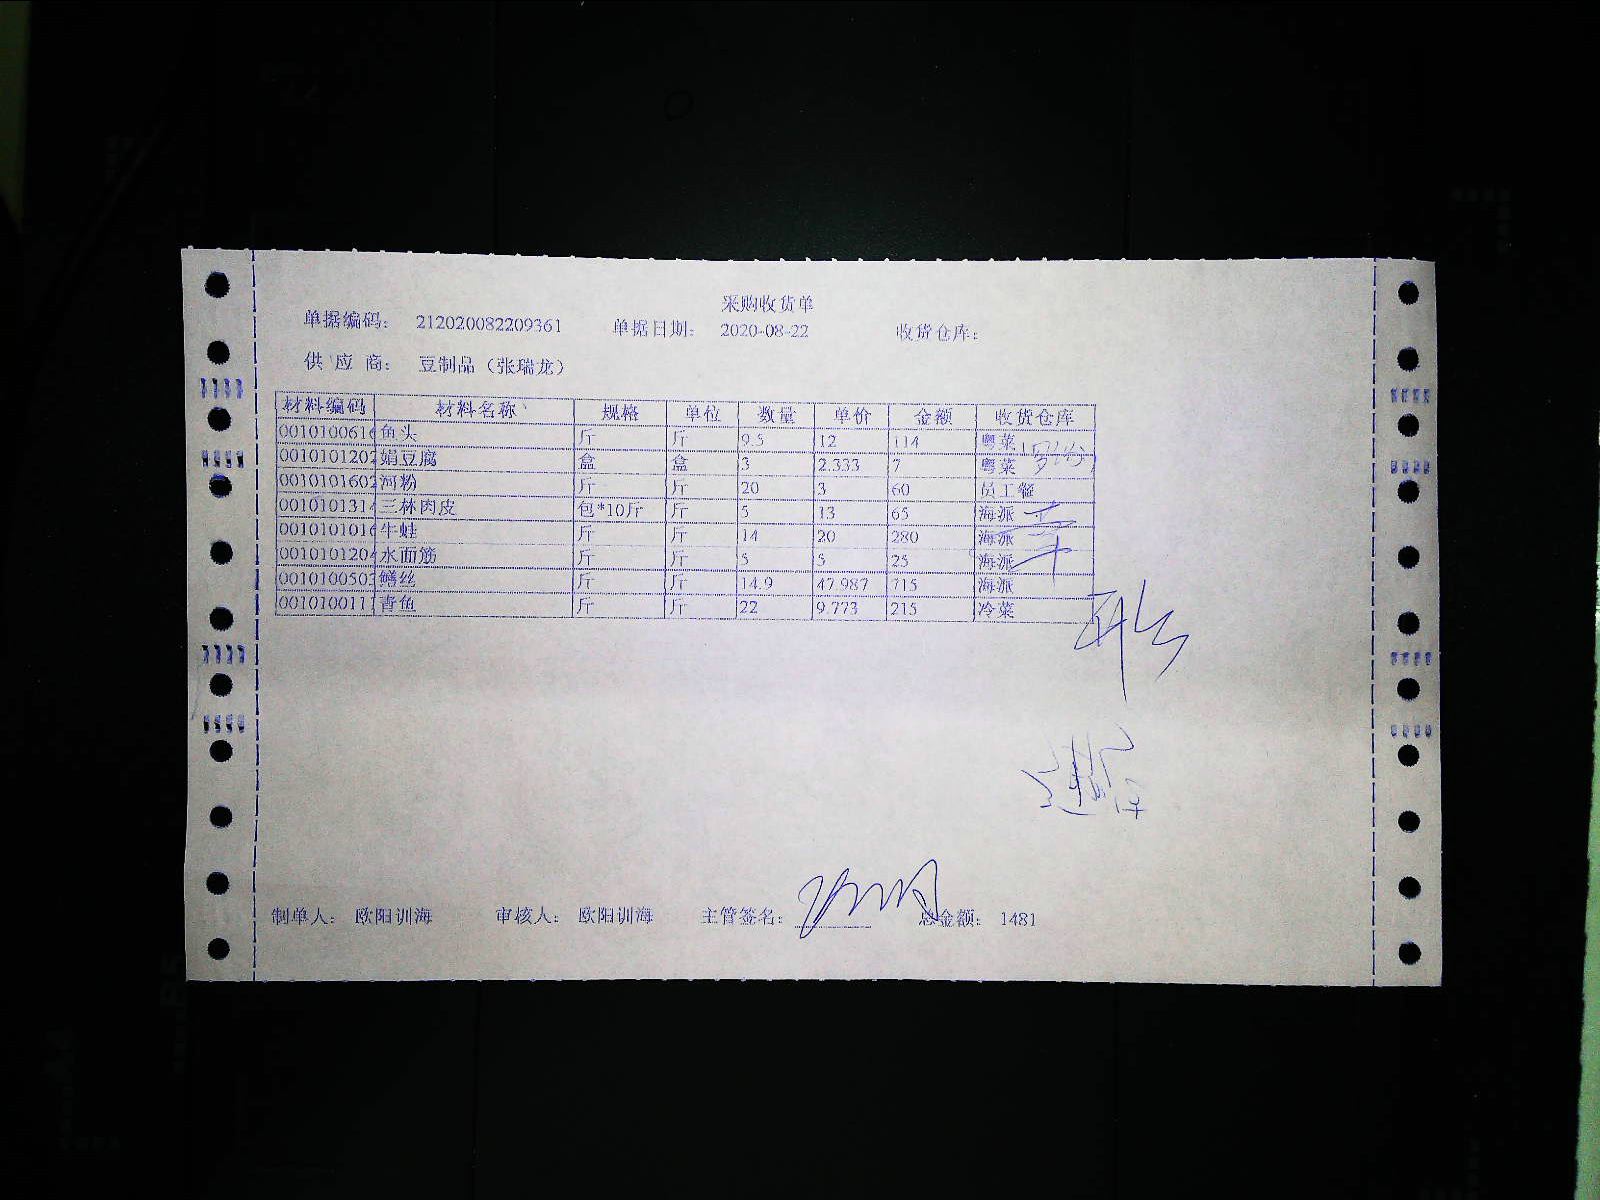 采购收货单
单据编码： 212020082209361 单据日期： 2020-08-22 收货仓库：
供 应 商： 豆制品（张瑞龙）
材料编码 材料名称 规格 单位 数量 单价 金额 收货仓库
0010100616 鱼头 斤 斤 9.5 12 114 粤菜
0010101202 娟豆腐 盒 盒 3 2.333 7 粤菜
0010101602 河粉 斤 斤 20 3 60 员工餐
0010101314 三林肉皮 包*10斤 斤 5 13 65 海派
0010101016 牛蛙 斤 斤 14 20 280 海派
0010101204 水面筋 斤 斤 5 5 25 海派
0010100503 鳝丝 斤 斤 14.9 47.987 715 海派
0010100111 青鱼 斤 斤 22 9.773 215 冷菜
制单人： 欧阳训海 审核人： 欧阳训海 主管签名： 总金额： 1481